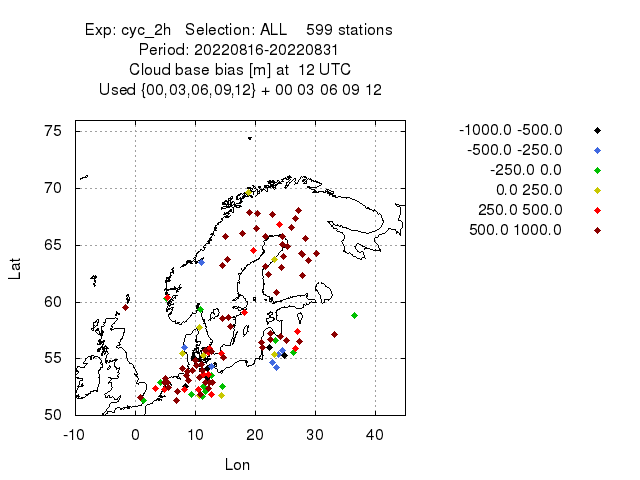 Exp: cyc_2h   Selection: ALL    599 stations
Period: 20220816-20220831
Cloud base bias [m] at  12 UTC
Used {00,03,06,09,12} + 00 03 06 09 12
-1000.0 -500.0
-500.0 -250.0
-250.0 0.0
0.0 250.0
250.0 500.0
500.0 1000.0
75
70
65
60
55
50
Lat
-10 0 10 20 30 40
Lon